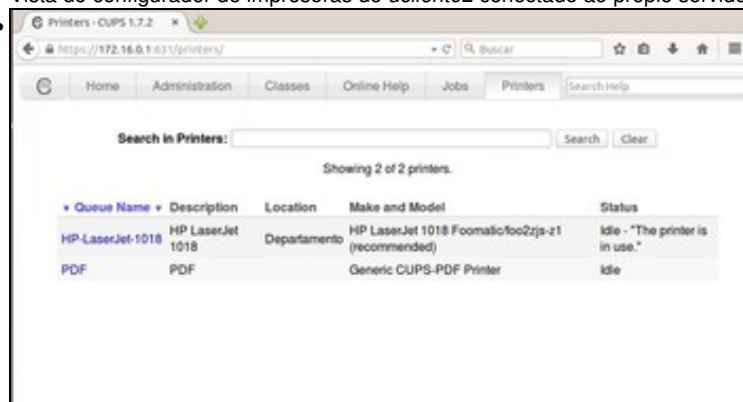 Vista do configurador de impresoras de uclient02 conectado ao propio servido
Printers - CUPS 1.7.2
https://172.16.0.1:631/printers/
Buscar
Home Administration Classes Online Help Jobs Printers Search Help
Search in Printers: Search Clear
Showing 2 of 2 printers.
Queue Name Description Location Make and Model Status
HP-LaserJet-1018 HP LaserJet 1018 Departamento HP LaserJet 1018 Foomatic/foo2zjs-z1 (recommended) Idle - "The printer is in use."
PDF PDF Generic CUPS-PDF Printer Idle